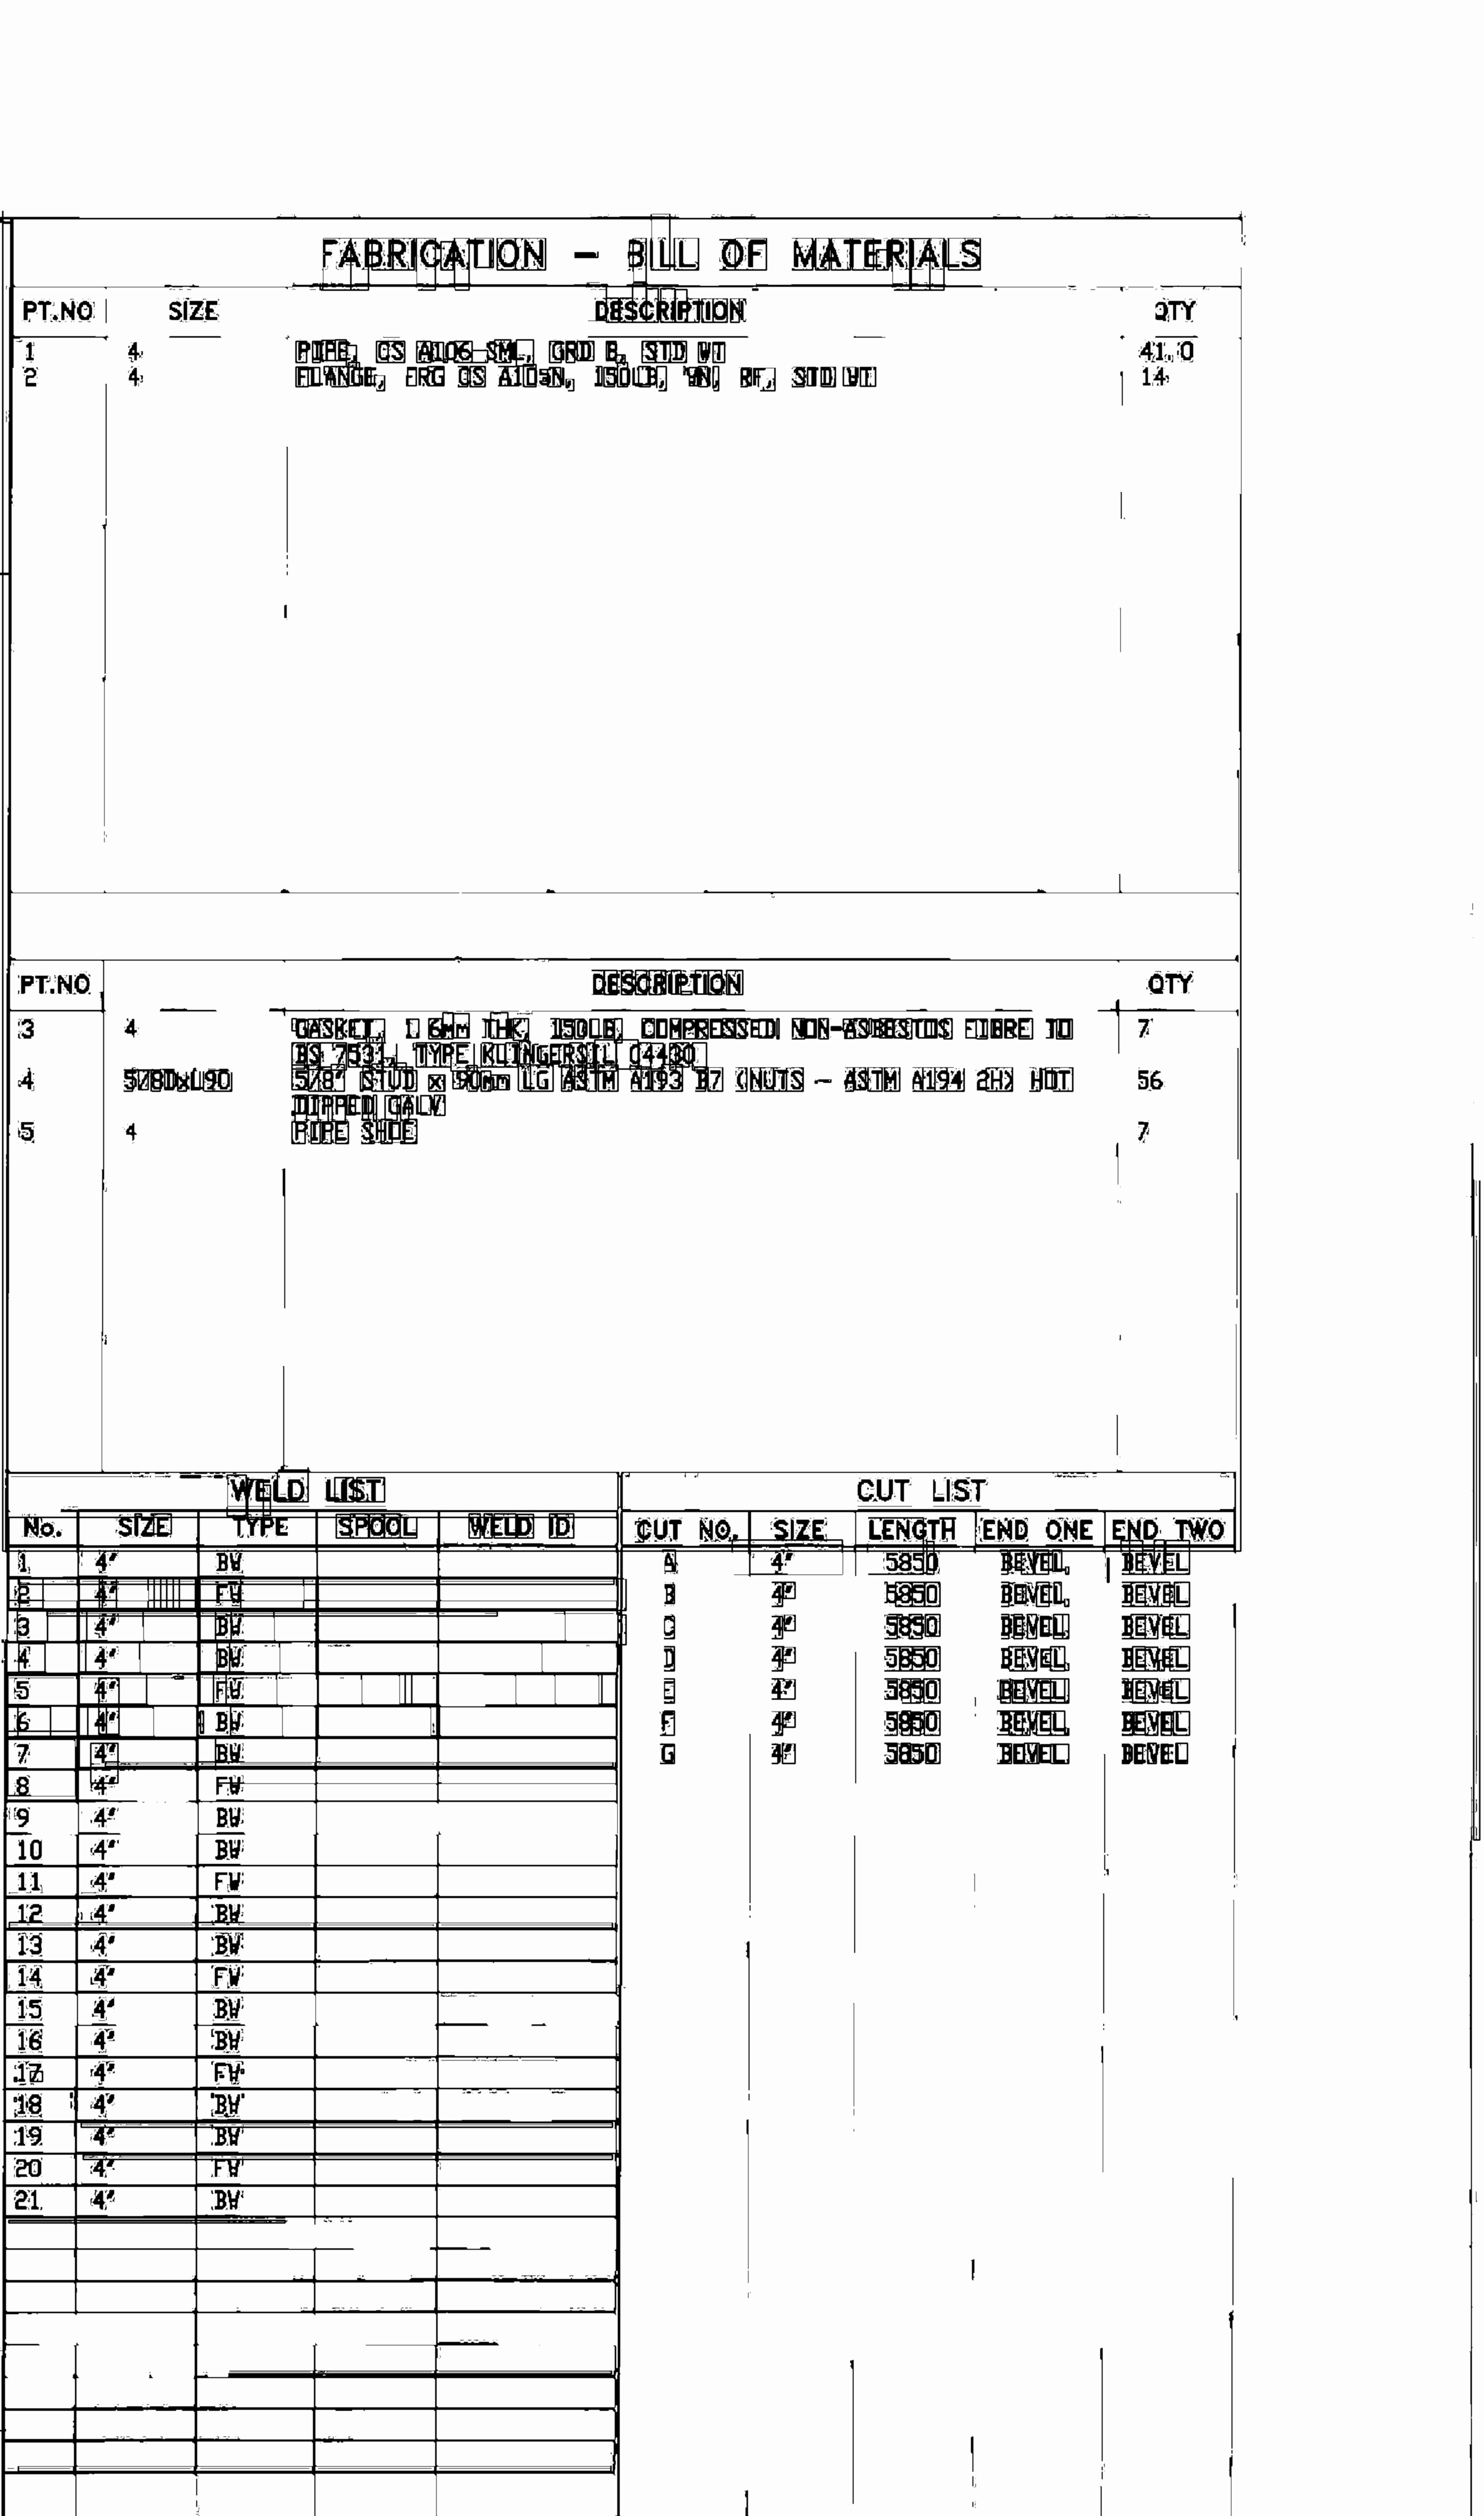 FABRICATION - BILL OF MATERIALS
PT.NO SIZE DESCRIPTION QTY
1 4 PIPE, CS A106 SML, GRD B, STD WT 41.0
2 4 FLANGE, FRG CS A105N, 150LB, WN, RF, STD WT 14
PT.NO DESCRIPTION QTY
3 4 GASKET, THK, 150LB, COMPRESSED NON-ASBESTOS FIBRE TO 7
BS 7531, TYPE KLINGERSIL C4430
4 5/8" STUD x 90mm LG ASTM A193 B7 (NUTS - ASTM A194 2H) HOT 56
DIPPED GALV
5 4 PIPE SHOE 7
WELD LIST CUT LIST
No. SIZE TYPE SPOOL WELD ID CUT NO. SIZE LENGTH END ONE END TWO
1 4" BW A 4" 5850 BEVEL BEVEL
2 4" FW B 4" 5850 BEVEL BEVEL
3 4" BW C 4" 5850 BEVEL BEVEL
4 4" BW D 4" 5850 BEVEL BEVEL
5 4" FW E 4" 5850 BEVEL BEVEL
6 4" BW F 4" 5850 BEVEL BEVEL
7 4" BW G 4" 5850 BEVEL BEVEL
8 4" FW
9 4" BW
10 4" BW
11 4" FW
12 4" BW
13 4" BW
14 4" FW
15 4" BW
16 4" BW
17 4" FW
18 4" BW
19 4" BW
20 4" FW
21 4" BW